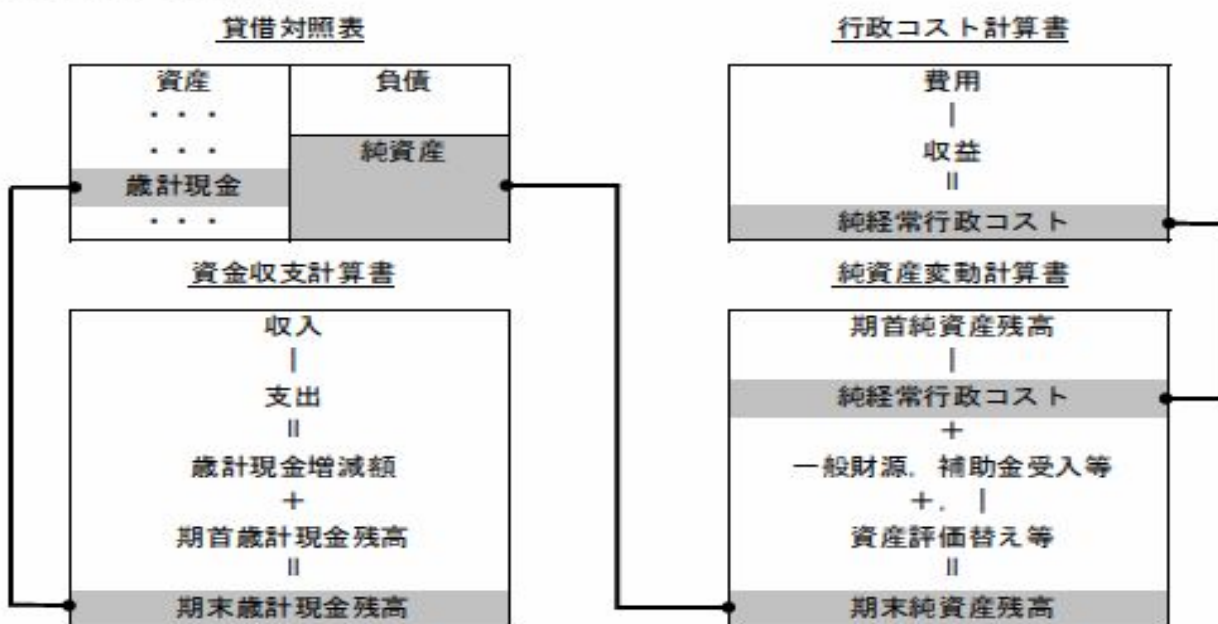 貸借対照表
資産
・・・
・・・
歳計現金
・・・
負債
純資産
行政コスト計算書
費用
|
収益
||
純経常行政コスト
資金収支計算書
収入
|
支出
||
歳計現金増減額
+
期首歳計現金残高
||
期末歳計現金残高
純資産変動計算書
期首純資産残高
|
純経常行政コスト
+
一般財源，補助金受入等
+，|
資産評価替え等
||
期末純資産残高